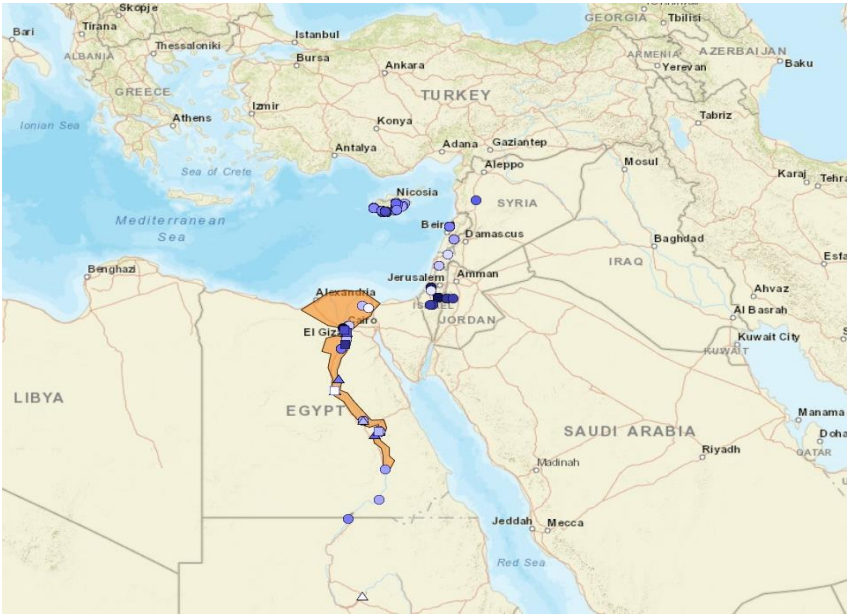 Skopje
GEORGIA
Tbilisi
Bari
Tirana
Istanbul
ALBANIA
Thessaloniki
ARMENIA
AZERBAIJAN
Bursa
Ankara
Yerevan
Baku
GREECE
TURKEY
Izmir
Ionian Sea
Athens
Konya
Tabriz
Antalya
Adana
Gaziantep
Sea of Crete
Aleppo
Mosul
Karaj
Tehra
Nicosia
SYRIA
Mediterranean
Sea
Beiru
Damascus
Baghdad
Esfa
Benghazi
IRAQ
Jerusalem
Amman
Alexandria
Ahvaz
ISRAEL
Cairo
JORDAN
Al Basrah
El Giza
Kuwait City
KUWAIT
LIBYA
EGYPT
Manama
SAUDI ARABIA
Doha
Riyadh
QATAR
Madinah
Jeddah
Mecca
Red Sea